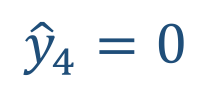 ŷ₄ = 0